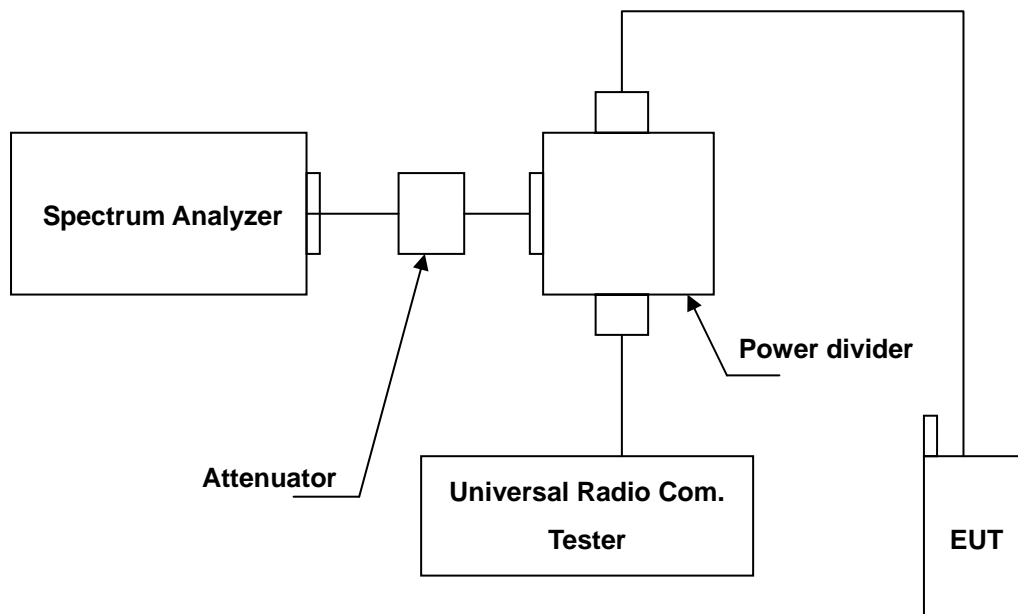 Spectrum Analyzer
Power divider
Attenuator
Universal Radio Com.
Tester
EUT